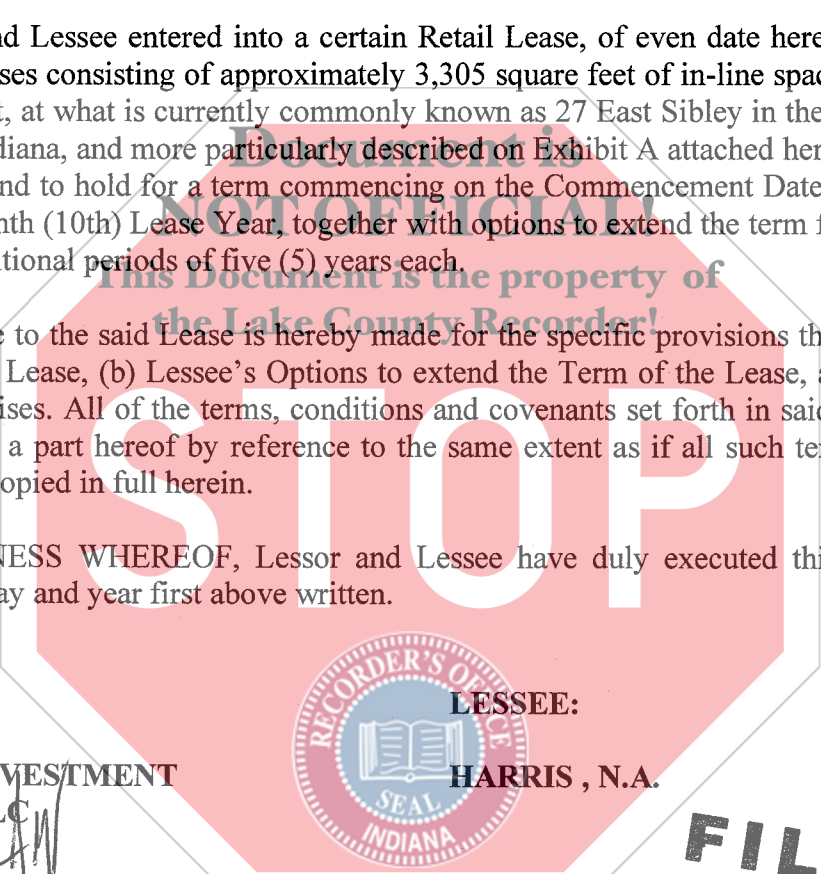 nd Lessee entered into a certain Retail Lease, of even date here
ses consisting of approximately 3,305 square feet of in-line spac
t, at what is currently commonly known as 27 East Sibley in the
diana, and more particularly described on Exhibit A attached her
nd to hold for a term commencing on the Commencement Date
nth (10th) Lease Year, together with options to extend the term f
tional periods of five (5) years each.
Document is
NOT OFFICIAL!
This Document is the property of
the Lake County Recorder!
e to the said Lease is hereby made for the specific provisions th
Lease, (b) Lessee's Options to extend the Term of the Lease, a
ises. All of the terms, conditions and covenants set forth in said
a part hereof by reference to the same extent as if all such te
opied in full herein.
STOP
NESS WHEREOF, Lessor and Lessee have duly executed thi
ay and year first above written.
RECORDER'S OFFICE
SEAL
INDIANA
LESSEE:
VESTMENT
HARRIS , N.A.
LC
FIL